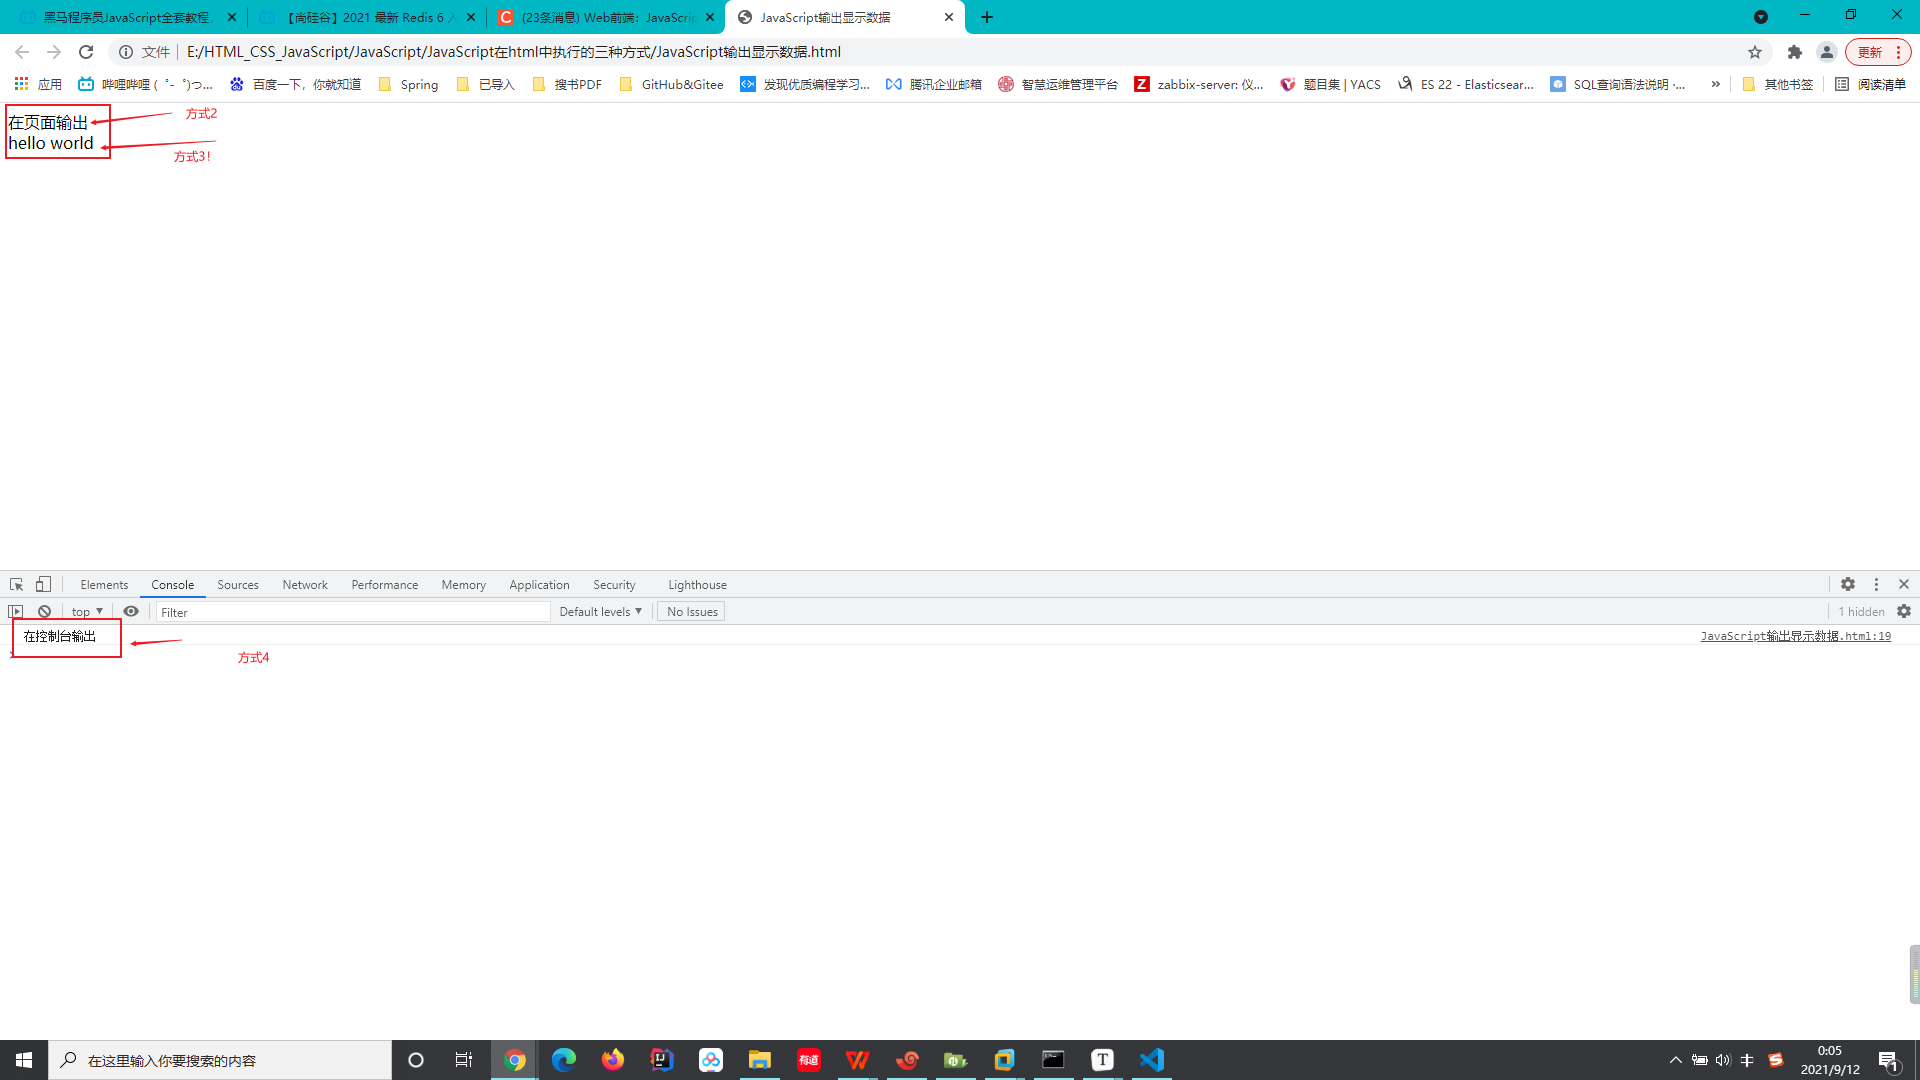 黑马程序员JavaScript全套教程,
【尚硅谷】2021 最新 Redis 6 入
(23条消息) Web前端: JavaScrip
JavaScript输出显示数据
文件 E:/HTML_CSS_JavaScript/JavaScript/JavaScript在html中执行的三种方式/JavaScript输出显示数据.html
更新
应用
哔哩哔哩 ( ゜- ゜)つ...
百度一下，你就知道
Spring
已导入
搜书PDF
GitHub&Gitee
发现优质编程学习...
腾讯企业邮箱
智慧运维管理平台
zabbix-server: 仪...
题目集 | YACS
ES 22 - Elasticsear...
SQL查询语法说明 -...
»
其他书签
阅读清单
在页面输出
方式2
hello world
方式3!
Elements Console Sources Network Performance Memory Application Security Lighthouse
top Filter Default levels No Issues 1 hidden
在控制台输出 JavaScript输出显示数据.html:19
方式4
在这里输入你要搜索的内容
有道
T
中
0:05
2021/9/12
1